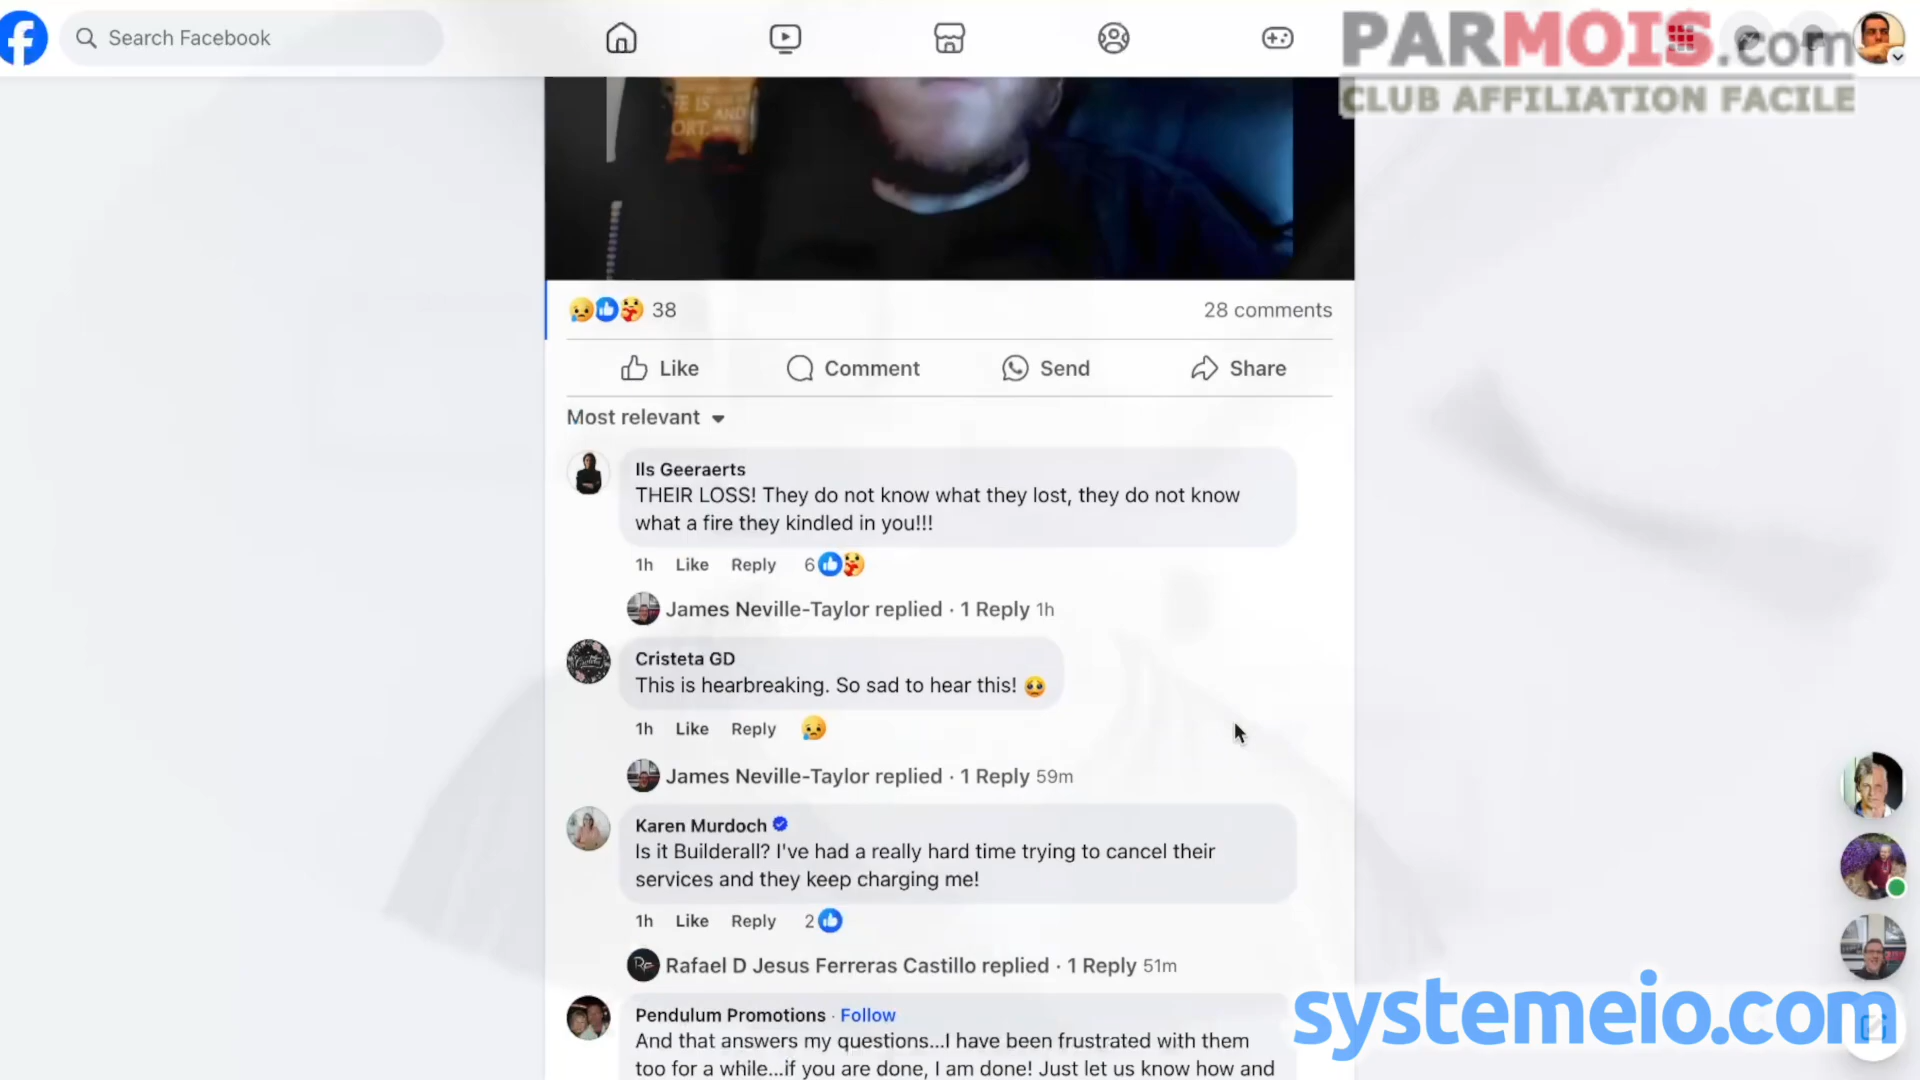 Search Facebook
PARMOIS.com
CLUB AFFILIATION FACILE
FE IS
AND
ORT.
38
28 comments
Like
Comment
Send
Share
Most relevant
Ils Geeraerts
THEIR LOSS! They do not know what they lost, they do not know
what a fire they kindled in you!!!
1h Like Reply 6
James Neville-Taylor replied · 1 Reply 1h
Cristeta GD
This is hearbreaking. So sad to hear this! 🥺
1h Like Reply
James Neville-Taylor replied · 1 Reply 59m
Karen Murdoch
Is it Builderall? I've had a really hard time trying to cancel their
services and they keep charging me!
1h Like Reply 2
Rafael D Jesus Ferreras Castillo replied · 1 Reply 51m
Pendulum Promotions · Follow
And that answers my questions...I have been frustrated with them
too for a while...if you are done, I am done! Just let us know how and
systemeio.com